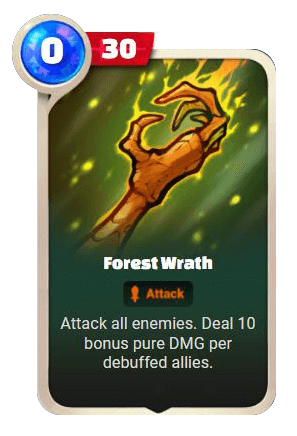 0
30
Forest Wrath
Attack
Attack all enemies. Deal 10
bonus pure DMG per
debuffed allies.